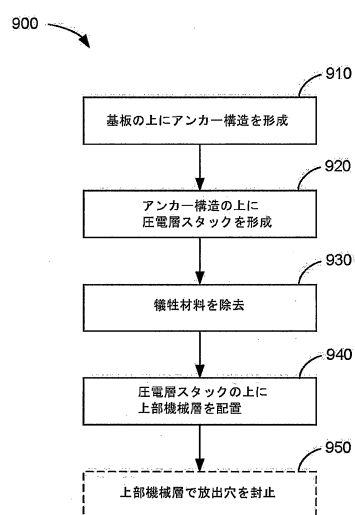 900
910
基板の上にアンカー構造を形成
920
アンカー構造の上に
圧電層スタックを形成
930
犠牲材料を除去
940
圧電層スタックの上に
上部機械層を配置
950
上部機械層で放出穴を封止